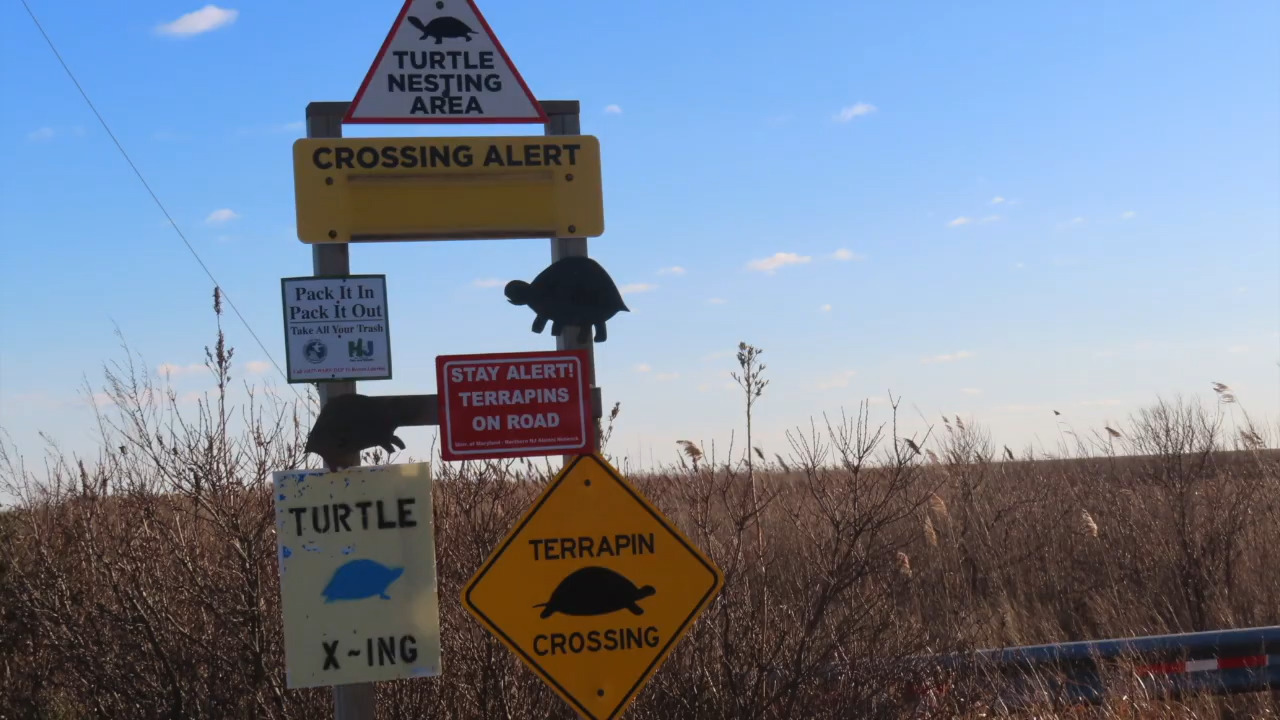 TURTLE
NESTING
AREA
CROSSING ALERT
Pack It In
Pack It Out
Take All Your Trash
STAY ALERT!
TERRAPINS
ON ROAD
TURTLE
X~ING
TERRAPIN
CROSSING